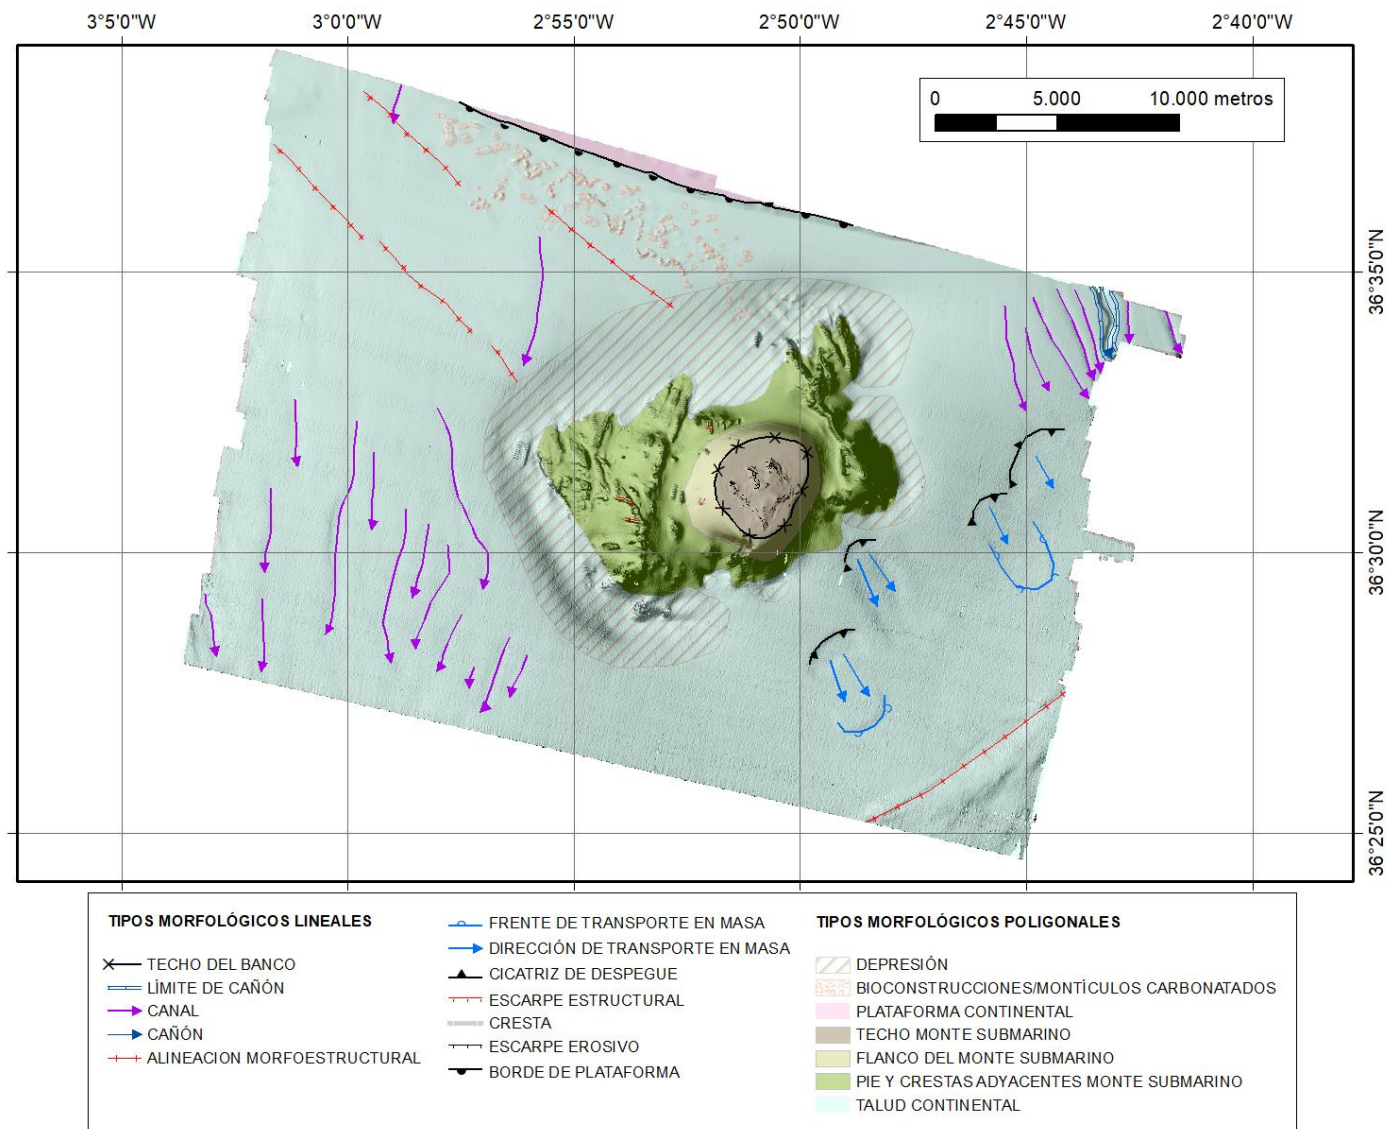 3°5'0"W 3°0'0"W 2°55'0"W 2°50'0"W 2°45'0"W 2°40'0"W
0 5.000 10.000 metros
36°35'0"N
36°30'0"N
36°25'0"N
TIPOS MORFOLÓGICOS LINEALES
TECHO DEL BANCO
LÍMITE DE CAÑÓN
CANAL
CAÑÓN
ALINEACION MORFOESTRUCTURAL
FRENTE DE TRANSPORTE EN MASA
DIRECCIÓN DE TRANSPORTE EN MASA
CICATRIZ DE DESPEGUE
ESCARPE ESTRUCTURAL
CRESTA
ESCARPE EROSIVO
BORDE DE PLATAFORMA
TIPOS MORFOLÓGICOS POLIGONALES
DEPRESIÓN
BIOCONSTRUCCIONES/MONTÍCULOS CARBONATADOS
PLATAFORMA CONTINENTAL
TECHO MONTE SUBMARINO
FLANCO DEL MONTE SUBMARINO
PIE Y CRESTAS ADYACENTES MONTE SUBMARINO
TALUD CONTINENTAL